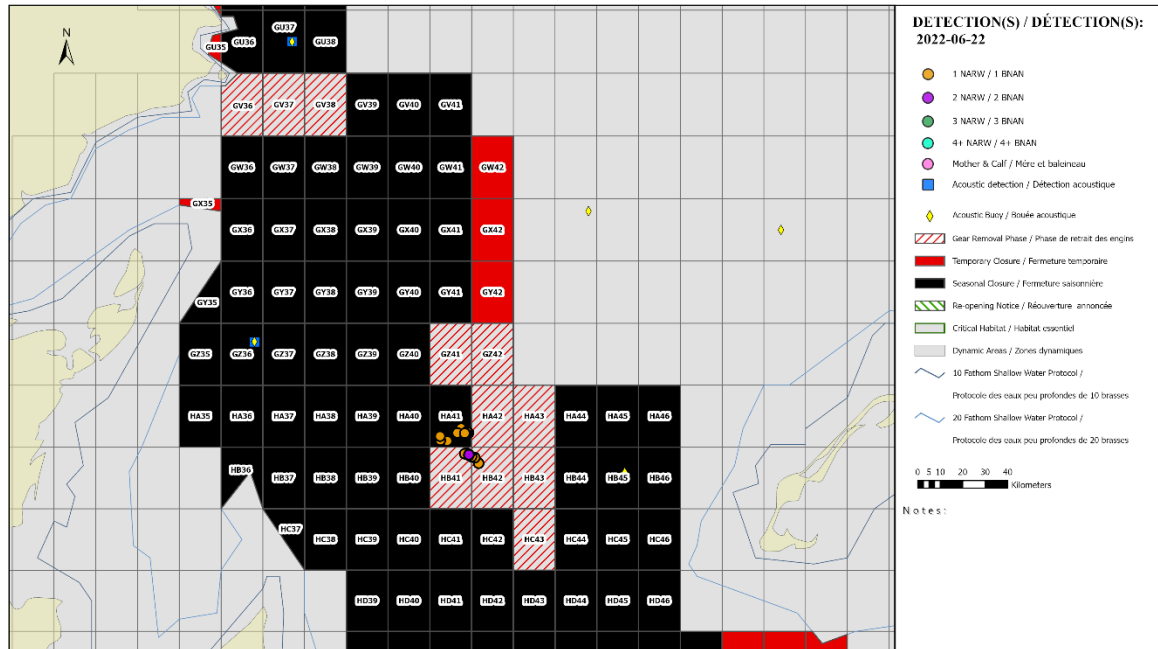 N
GU35 GU36 GU37 GU38
GV36 GV37 GV38 GV39 GV40 GV41
GW36 GW37 GW38 GW39 GW40 GW41 GW42
GX35
GX36 GX37 GX38 GX39 GX40 GX41 GX42
GY35 GY36 GY37 GY38 GY39 GY40 GY41 GY42
GZ35 GZ36 GZ37 GZ38 GZ39 GZ40 GZ41 GZ42
HA35 HA36 HA37 HA38 HA39 HA40 HA41 HA42 HA43 HA44 HA45 HA46
HB36 HB37 HB38 HB39 HB40 HB41 HB42 HB43 HB44 HB45 HB46
HC37 HC38 HC39 HC40 HC41 HC42 HC43 HC44 HC45 HC46
HD39 HD40 HD41 HD42 HD43 HD44 HD45 HD46
DETECTION(S) / DÉTECTION(S):
2022-06-22
1 NARW / 1 BNAN
2 NARW / 2 BNAN
3 NARW / 3 BNAN
4+ NARW / 4+ BNAN
Mother & Calf / Mère et baleineau
Acoustic detection / Détection acoustique
Acoustic Buoy / Bouée acoustique
Gear Removal Phase / Phase de retrait des engins
Temporary Closure / Fermeture temporaire
Seasonal Closure / Fermeture saisonnière
Re-opening Notice / Réouverture annoncée
Critical Habitat / Habitat essentiel
Dynamic Areas / Zones dynamiques
10 Fathom Shallow Water Protocol /
Protocole des eaux peu profondes de 10 brasses
20 Fathom Shallow Water Protocol /
Protocole des eaux peu profondes de 20 brasses
0 5 10 20 30 40
Kilometers
Notes: